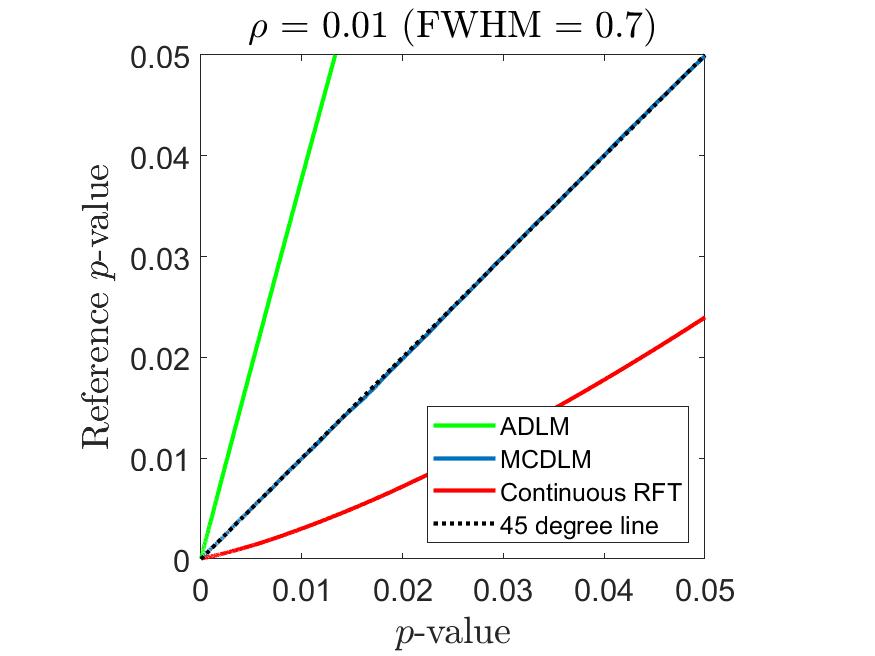 ρ = 0.01 (FWHM = 0.7)
0.05
0.04
0.03
0.02
0.01
0
Reference p-value
ADLM
MCDLM
Continuous RFT
45 degree line
0 0.01 0.02 0.03 0.04 0.05
p-value